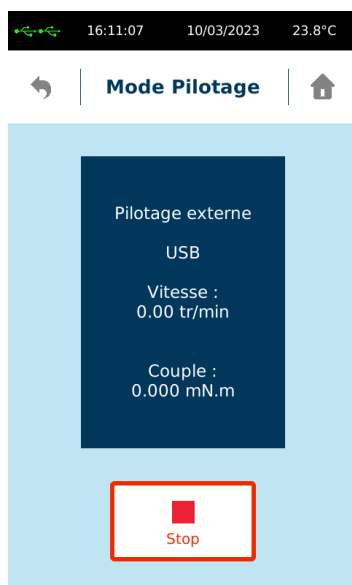 16:11:07 10/03/2023 23.8°C
Mode Pilotage
Pilotage externe
USB
Vitesse :
0.00 tr/min
Couple :
0.000 mN.m
Stop